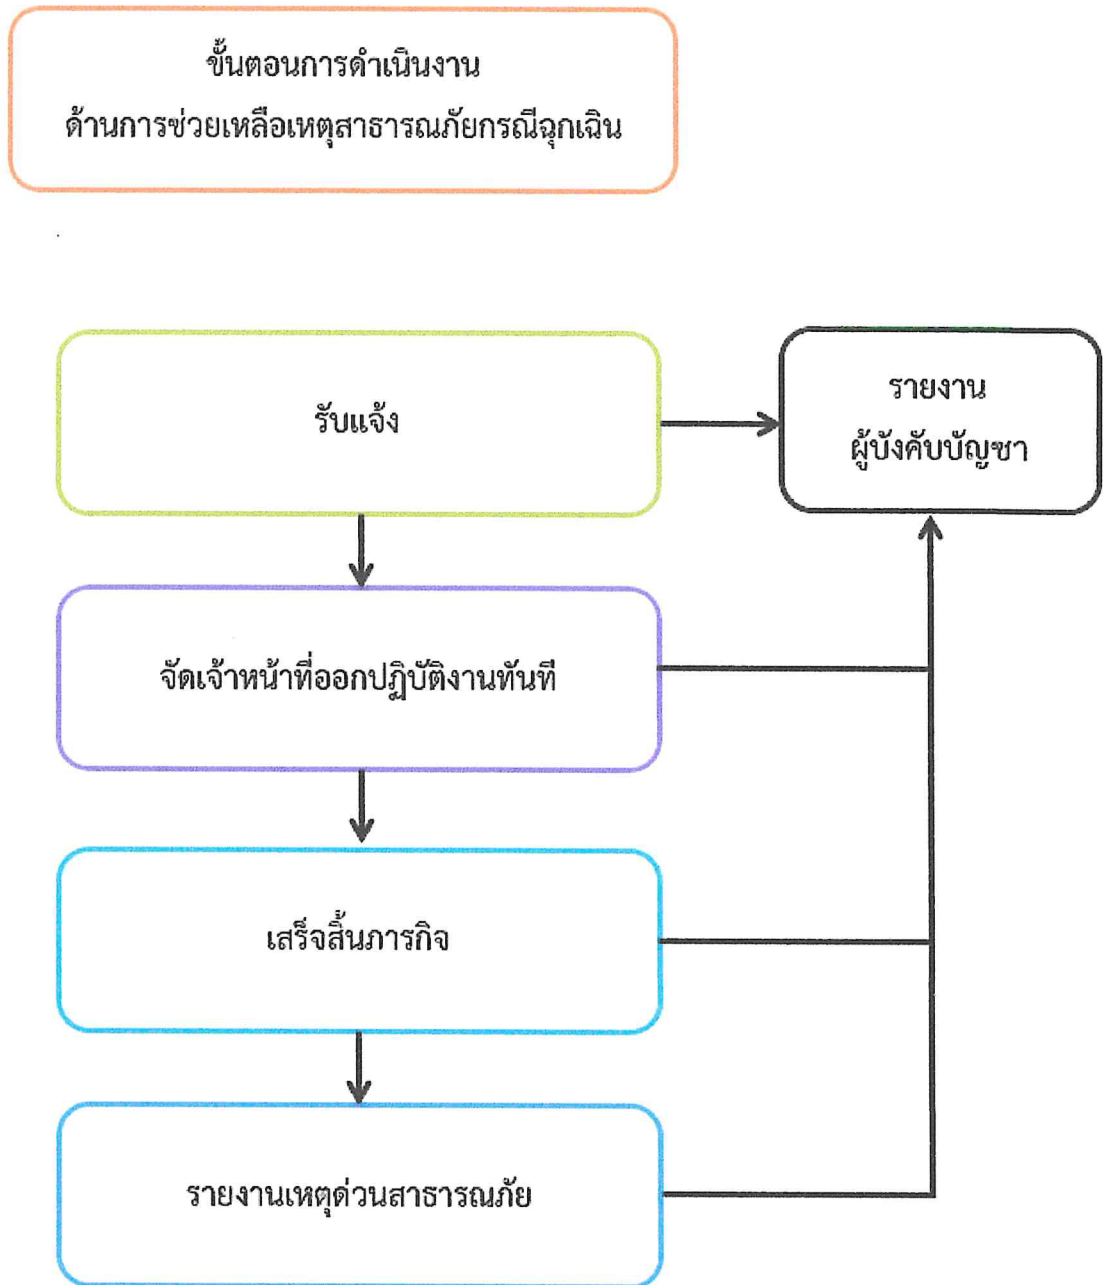 ขั้นตอนการดำเนินงาน
ด้านการช่วยเหลือเหตุสาธารณภัยกรณีฉุกเฉิน
รับแจ้ง
รายงาน
ผู้บังคับบัญชา
จัดเจ้าหน้าที่ออกปฏิบัติงานทันที
เสร็จสิ้นภารกิจ
รายงานเหตุด่วนสาธารณภัย